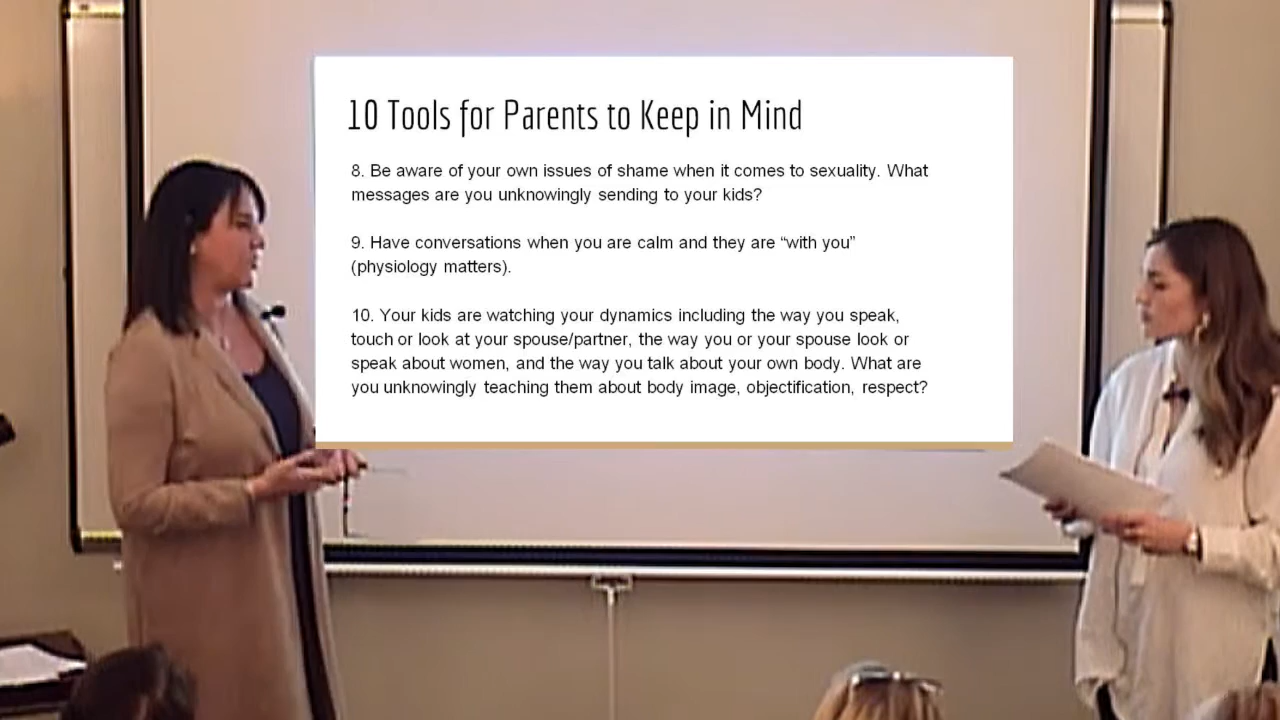 10 Tools for Parents to Keep in Mind
8. Be aware of your own issues of shame when it comes to sexuality. What
messages are you unknowingly sending to your kids?
9. Have conversations when you are calm and they are “with you”
(physiology matters).
10. Your kids are watching your dynamics including the way you speak,
touch or look at your spouse/partner, the way you or your spouse look or
speak about women, and the way you talk about your own body. What are
you unknowingly teaching them about body image, objectification, respect?